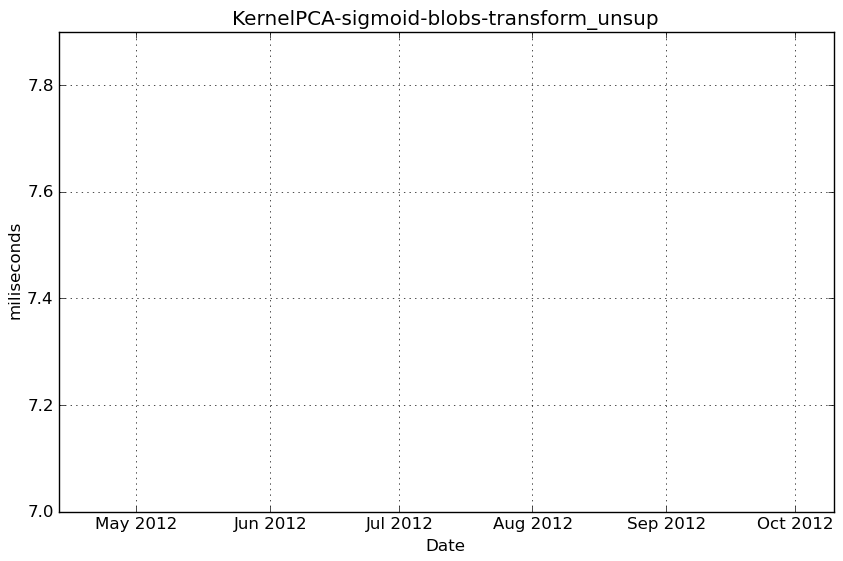 KernelPCA-sigmoid-blobs-transform_unsup
7.8
7.6
7.4
7.2
7.0
miliseconds
May 2012 Jun 2012 Jul 2012 Aug 2012 Sep 2012 Oct 2012
Date